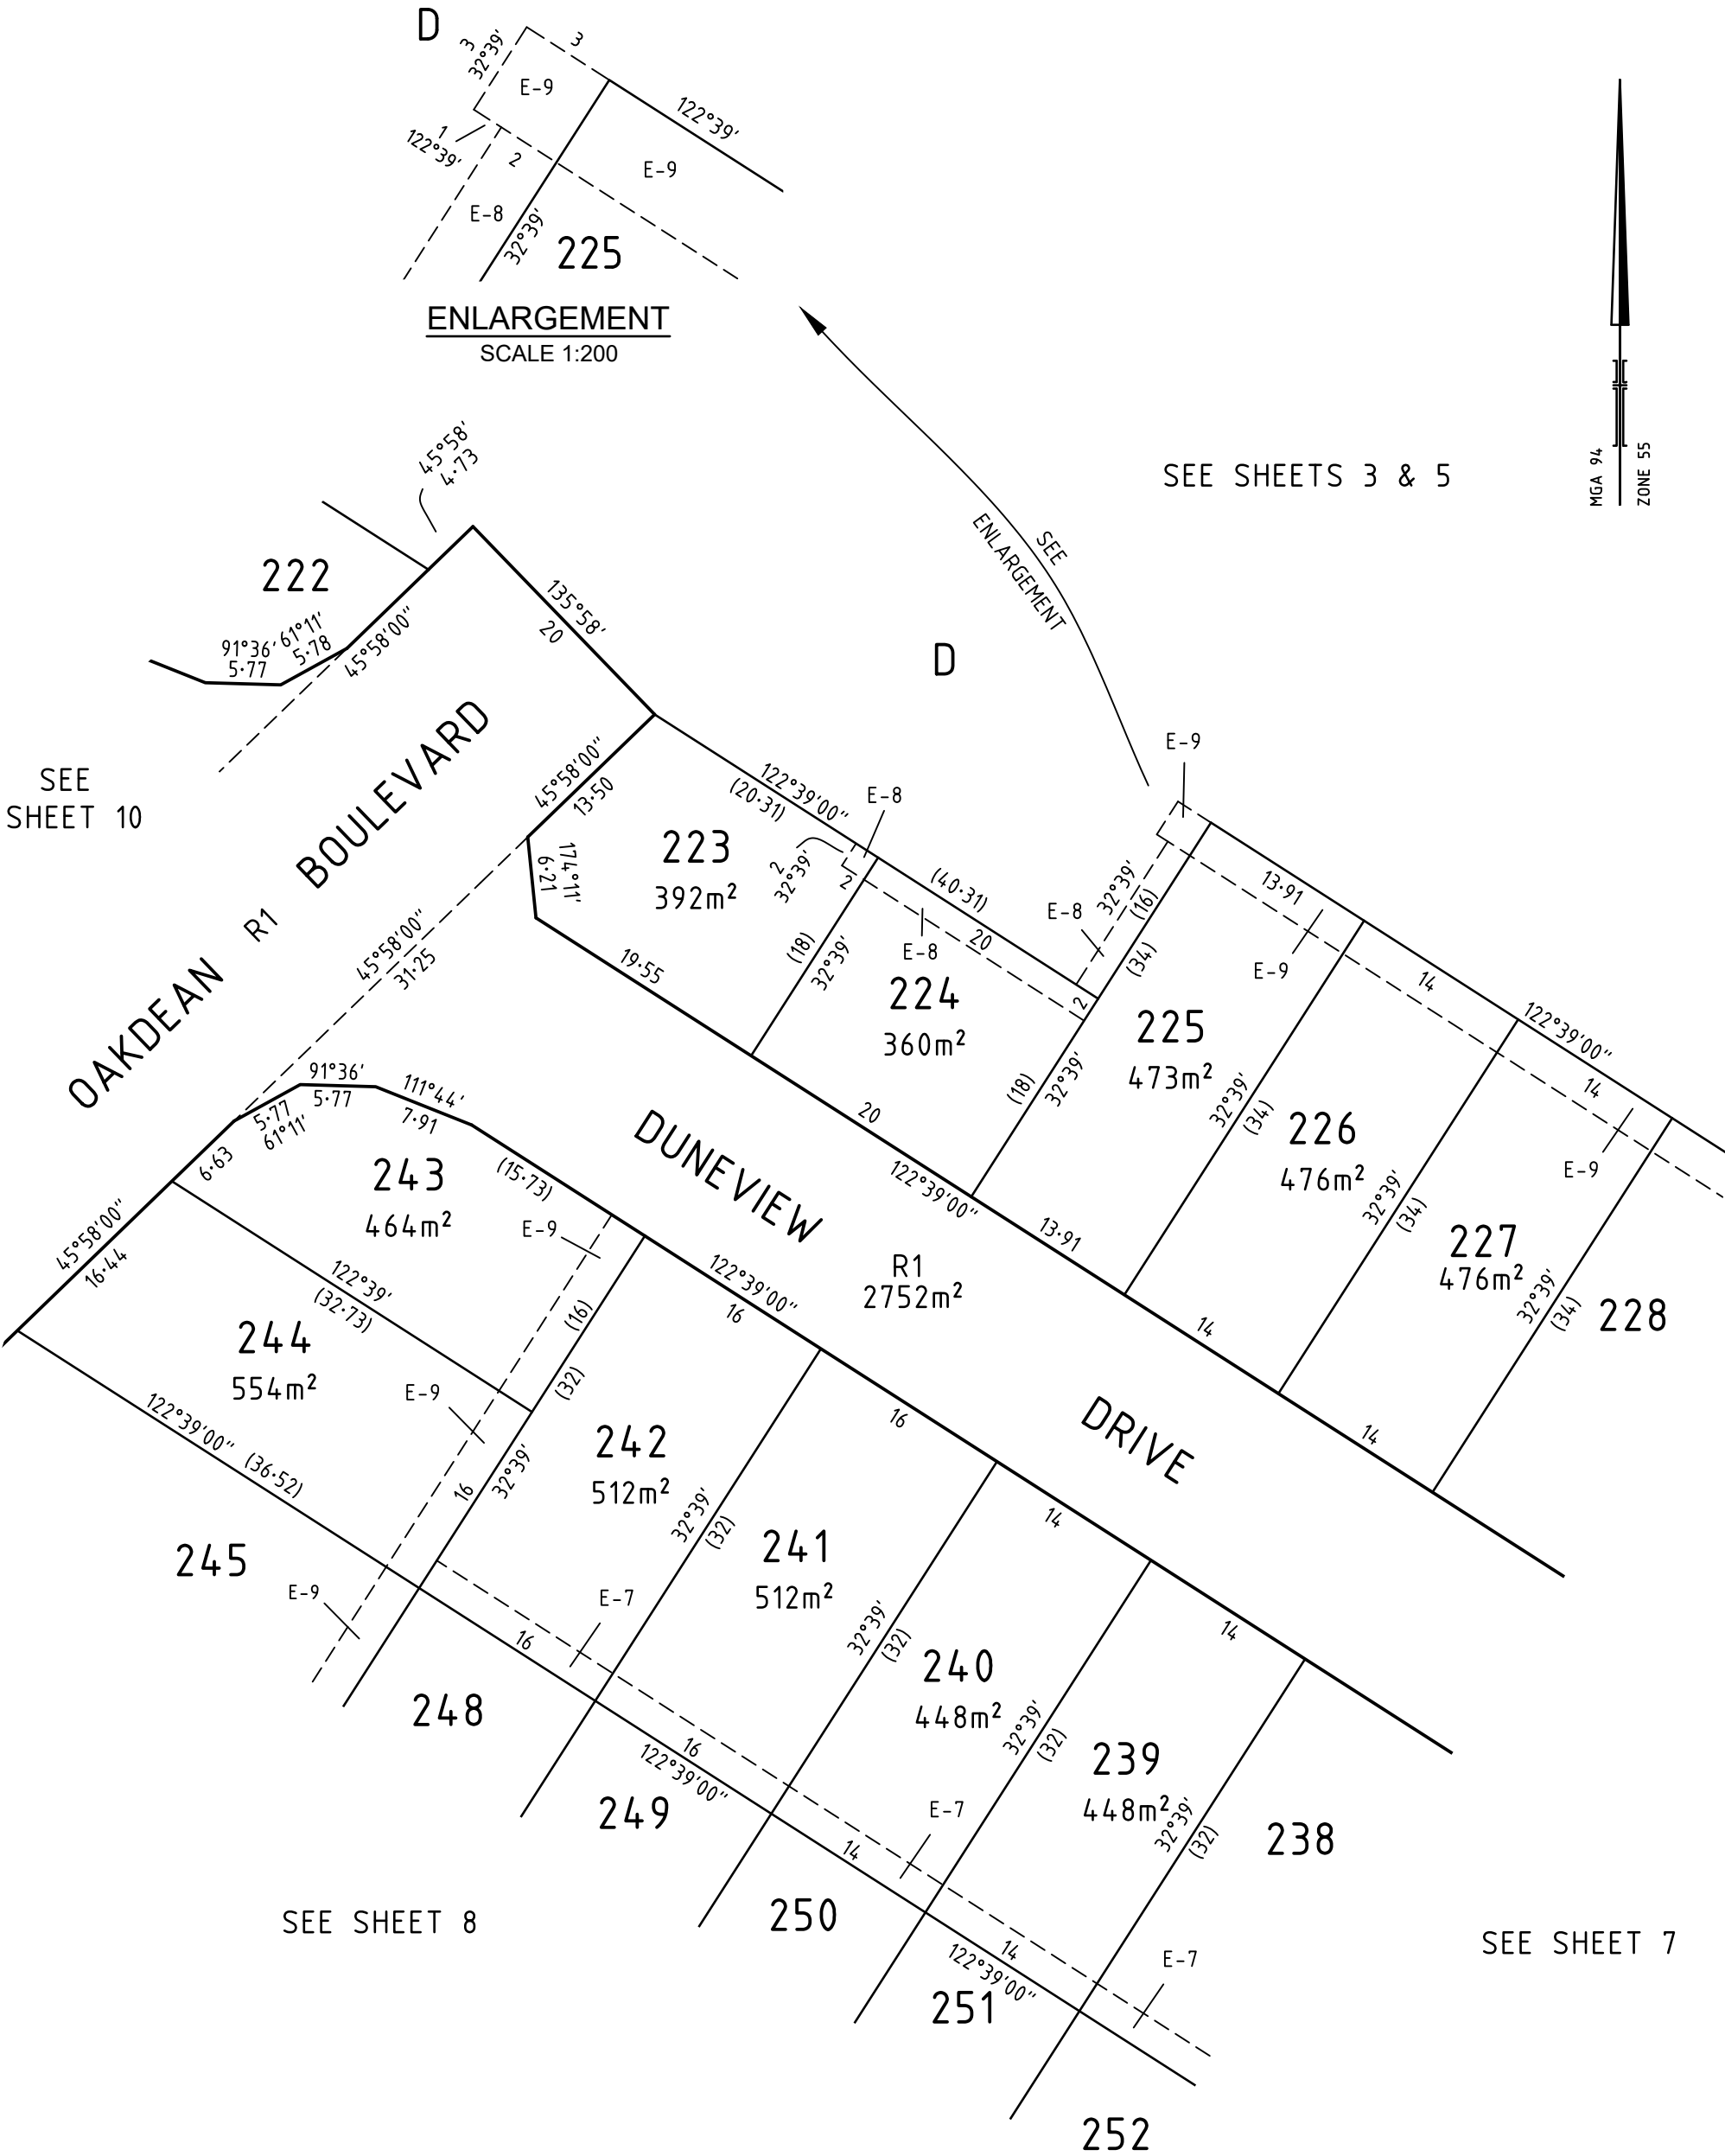 D
3
32°39'
3
E-9
122°39'
1
122°39'
2
E-9
E-8
32°39'
225
ENLARGEMENT
SCALE 1:200
MGA 94
ZONE 55
SEE SHEETS 3 & 5
SEE
ENLARGEMENT
45°58'
4·73
222
135°58'
20
91°36'
5·77
61°11'
5·78
45°58'00"
D
SEE
SHEET 10
OAKDEAN R1 BOULEVARD
45°58'00"
13·50
122°39'00"
(20·31)
E-8
E-9
223
392m²
174°11'
6·21
2
32°39'
2
(40·31)
20
E-8
32°39'
(16)
E-8
13·91
E-9
14
122°39'00"
14
E-9
45°58'00"
31·25
19·55
(18)
32°39'
224
360m²
2
(34)
225
473m²
(18)
32°39'
32°39'
(34)
226
476m²
32°39'
(34)
227
476m²
32°39'
(34)
228
20
122°39'00"
13·91
14
14
91°36'
5·77
111°44'
7·91
5·77
61°11'
6·63
243
464m²
(15·73)
E-9
DUNEVIEW
R1
2752m²
DRIVE
45°58'00"
16·44
122°39'
(32·73)
(16)
(32)
122°39'00"
16
244
554m²
E-9
122°39'00" (36·52)
16
32°39'
242
512m²
16
32°39'
(32)
14
245
E-9
E-7
241
512m²
32°39'
(32)
14
16
240
448m²
32°39'
(32)
248
16
122°39'00"
239
448m²
32°39'
(32)
238
249
E-7
14
250
14
122°39'00"
E-7
SEE SHEET 8
SEE SHEET 7
251
252